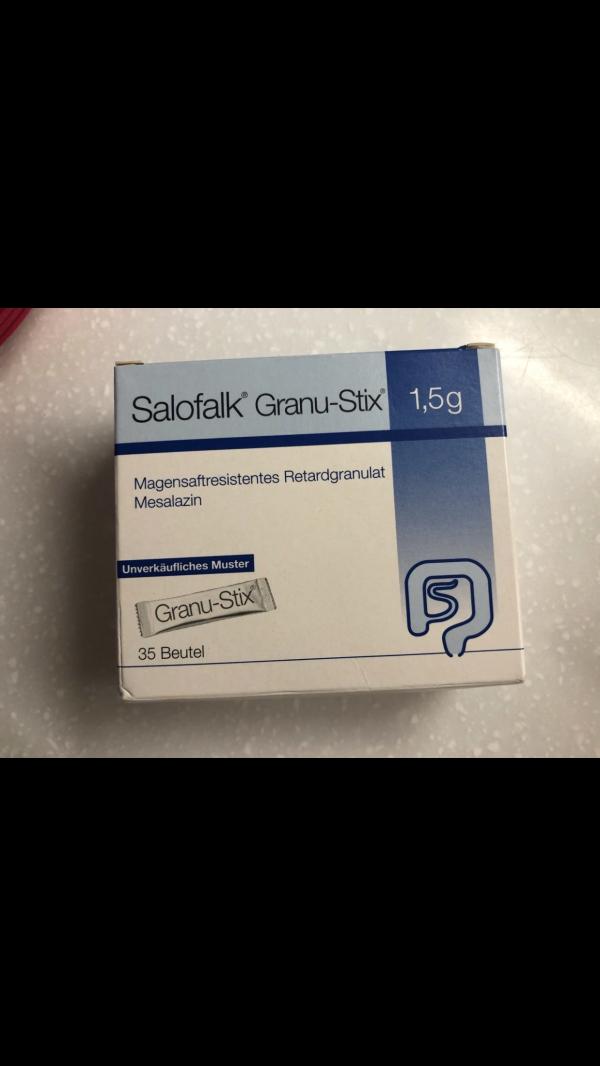 Salofalk® Granu-Stix® 1,5g
Magensaftresistentes Retardgranulat
Mesalazin
Unverkäufliches Muster
Granu-Stix®
35 Beutel
S